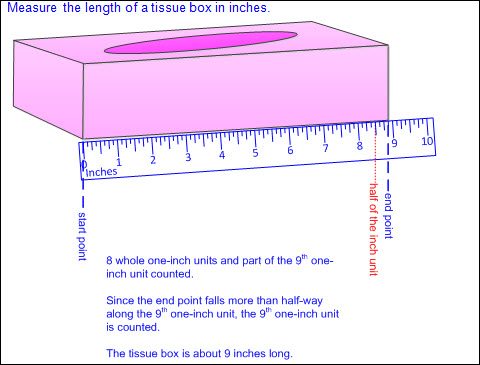 Measure the length of a tissue box in inches.
0 1 2 3 4 5 6 7 8 9 10
Inches
start point
half of the inch unit
end point
8 whole one-inch units and part of the 9th one-
inch unit counted.
Since the end point falls more than half-way
along the 9th one-inch unit, the 9th one-inch unit
is counted.
The tissue box is about 9 inches long.